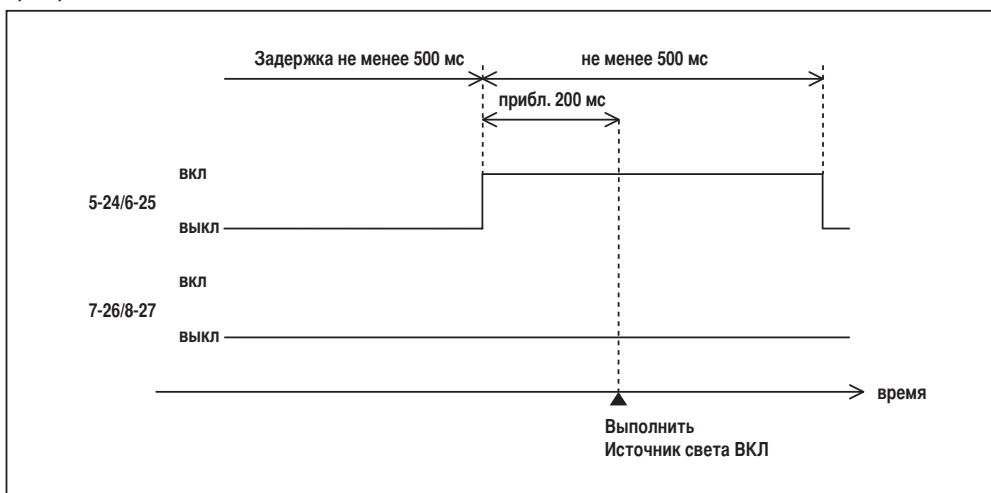 Задержка не менее 500 мс
не менее 500 мс
прибл. 200 мс
вкл
5-24/6-25
выкл
вкл
7-26/8-27
выкл
время
Выполнить
Источник света ВКЛ